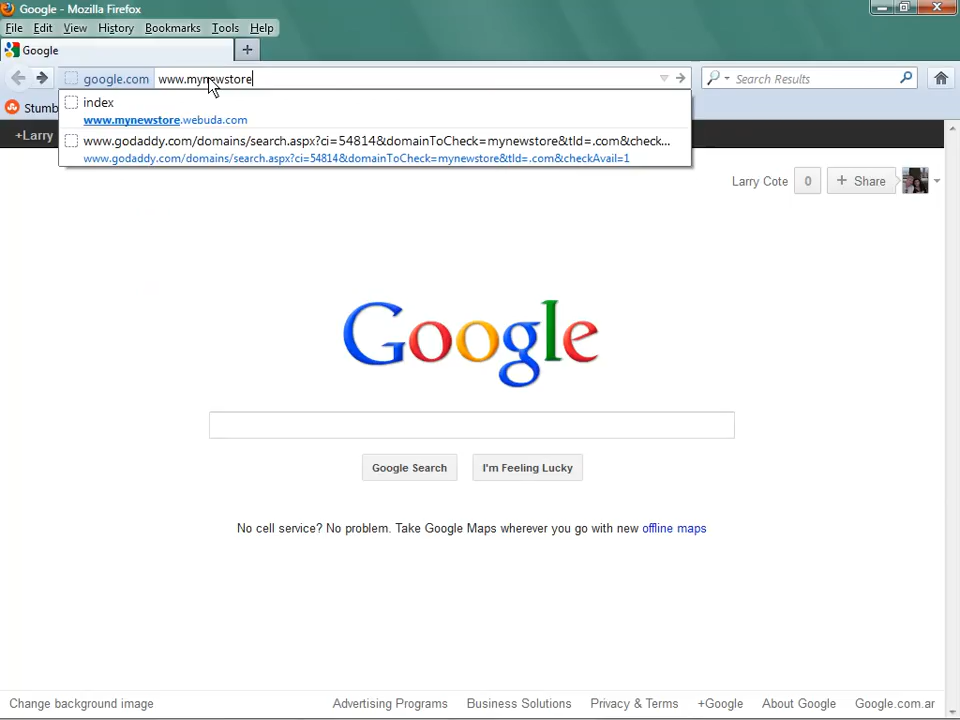 Google - Mozilla Firefox
File Edit View History Bookmarks Tools Help
Google
google.com www.mynewstore Search Results
Stumb
index
www.mynewstore.webuda.com
www.godaddy.com/domains/search.aspx?ci=54814&domainToCheck=mynewstore&tld=.com&check...
www.godaddy.com/domains/search.aspx?ci=54814&domainToCheck=mynewstore&tld=.com&checkAvail=1
+Larry
Larry Cote 0 + Share
Google
Google Search I'm Feeling Lucky
No cell service? No problem. Take Google Maps wherever you go with new offline maps
Change background image Advertising Programs Business Solutions Privacy & Terms +Google About Google Google.com.ar